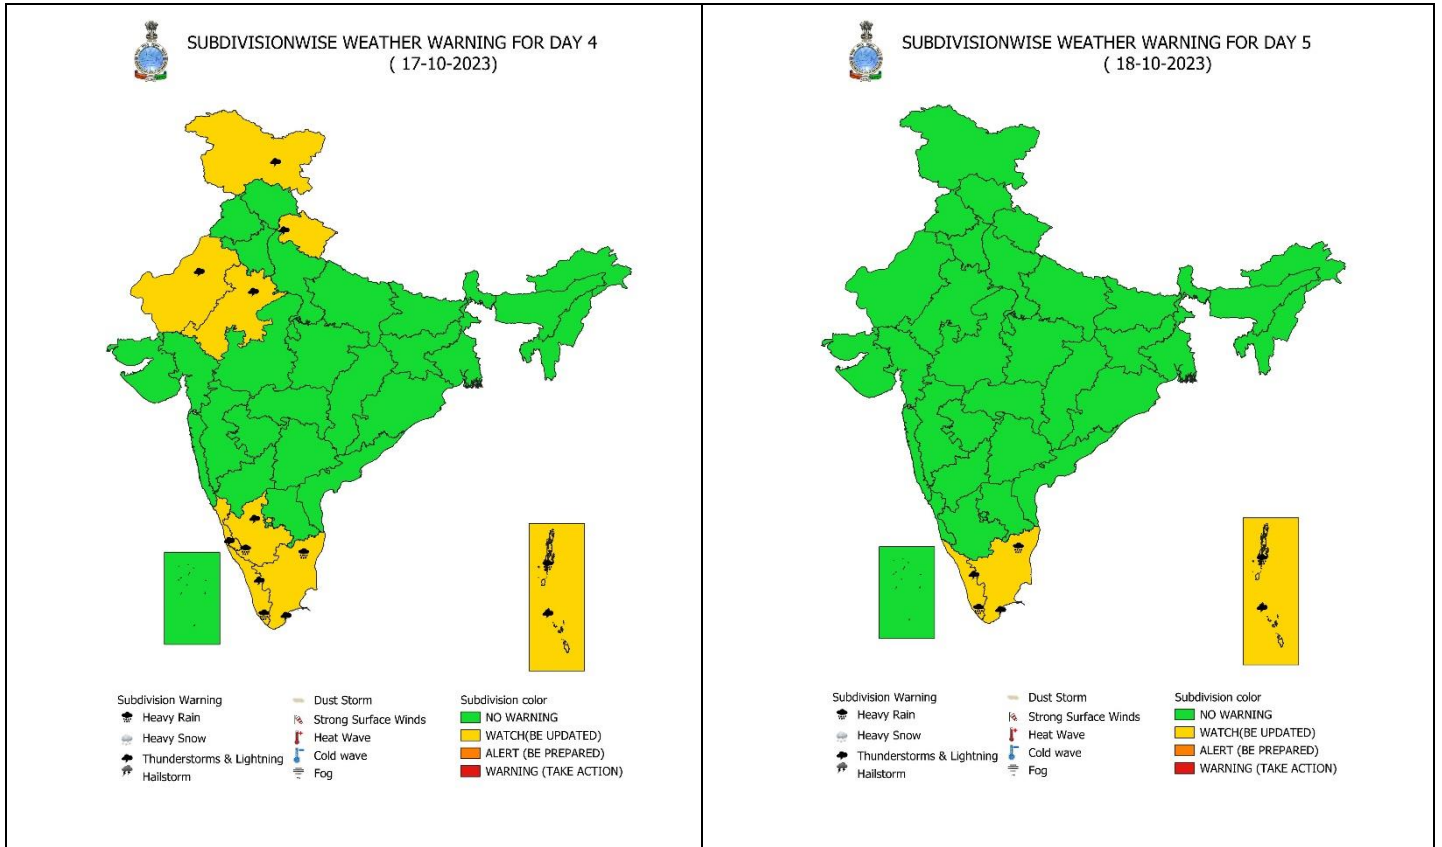 SUBDIVISIONWISE WEATHER WARNING FOR DAY 4
( 17-10-2023)
Subdivision Warning
Heavy Rain
Heavy Snow
Thunderstorms & Lightning
Hailstorm
Dust Storm
Strong Surface Winds
Heat Wave
Cold wave
Fog
Subdivision color
NO WARNING
WATCH(BE UPDATED)
ALERT (BE PREPARED)
WARNING (TAKE ACTION)
SUBDIVISIONWISE WEATHER WARNING FOR DAY 5
( 18-10-2023)
Subdivision Warning
Heavy Rain
Heavy Snow
Thunderstorms & Lightning
Hailstorm
Dust Storm
Strong Surface Winds
Heat Wave
Cold wave
Fog
Subdivision color
NO WARNING
WATCH(BE UPDATED)
ALERT (BE PREPARED)
WARNING (TAKE ACTION)